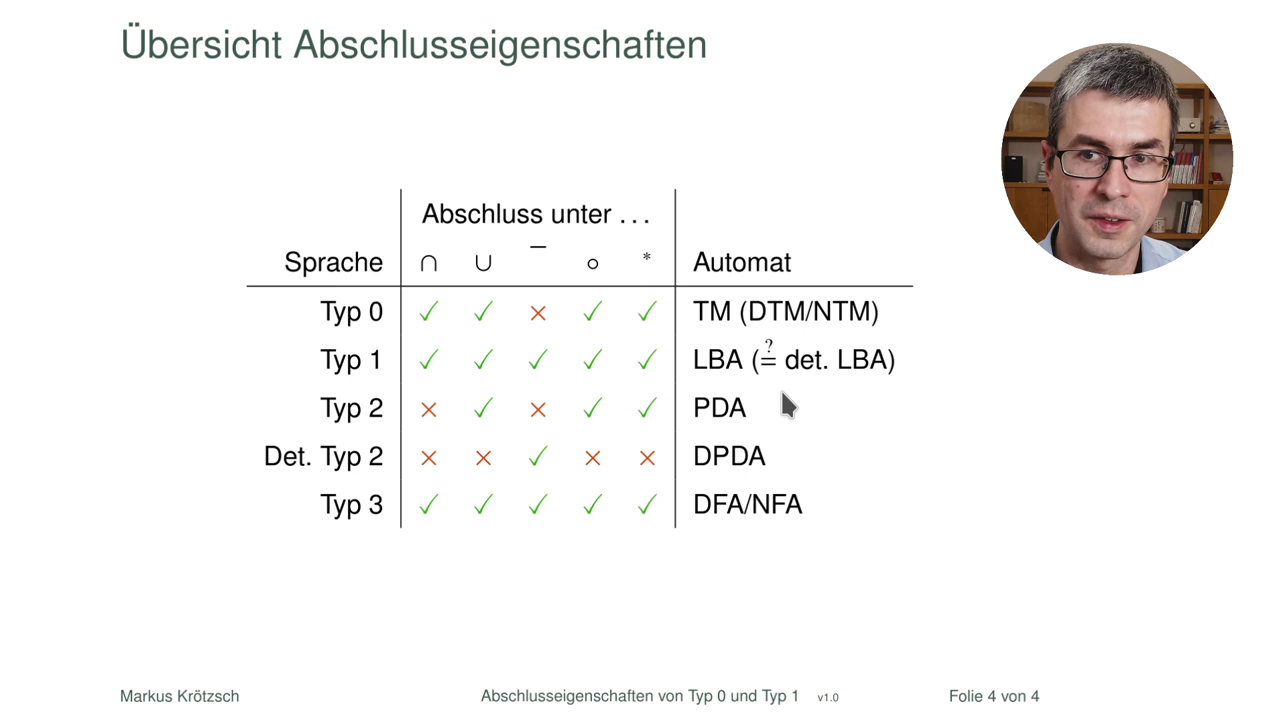 Übersicht Abschlusseigenschaften
Abschluss unter . . .
Sprache ∩ ∪ ‾ ∘ * Automat
Typ 0 ✓ ✓ × ✓ ✓ TM (DTM/NTM)
Typ 1 ✓ ✓ ✓ ✓ ✓ LBA (≟ det. LBA)
Typ 2 × ✓ × ✓ ✓ PDA
Det. Typ 2 × × ✓ × × DPDA
Typ 3 ✓ ✓ ✓ ✓ ✓ DFA/NFA
Markus Krötzsch Abschlusseigenschaften von Typ 0 und Typ 1 v1.0 Folie 4 von 4